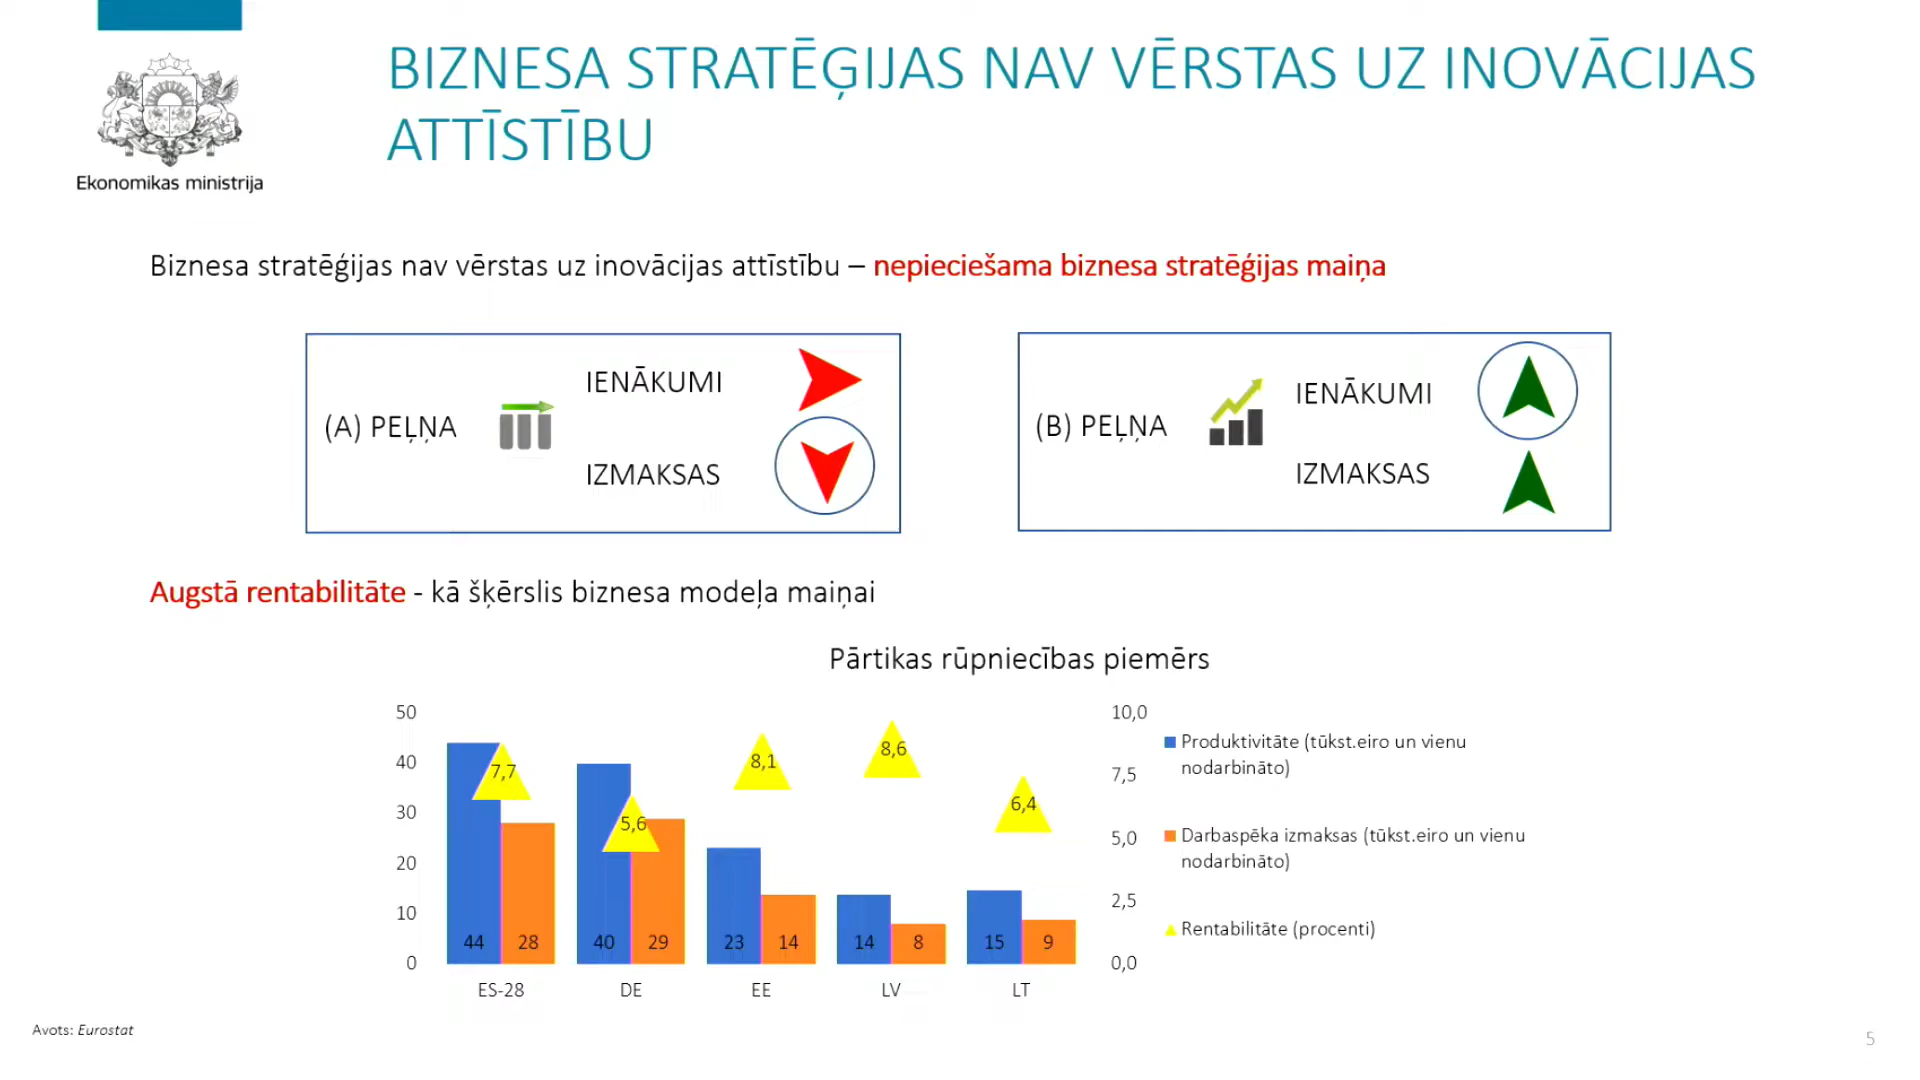 BIZNESA STRATĒĢIJAS NAV VĒRSTAS UZ INOVĀCIJAS
ATTĪSTĪBU
Ekonomikas ministrija
Biznesa stratēģijas nav vērstas uz inovācijas attīstību – nepieciešama biznesa stratēģijas maiņa
(A) PEĻŅA
IENĀKUMI
IZMAKSAS
(B) PEĻŅA
IENĀKUMI
IZMAKSAS
Augstā rentabilitāte - kā šķērslis biznesa modeļa maiņai
Pārtikas rūpniecības piemērs
50
40
30
20
10
0
7,7
5,6
8,1
8,6
6,4
44 28 40 29 23 14 14 8 15 9
ES-28 DE EE LV LT
10,0
7,5
5,0
2,5
0,0
Produktivitāte (tūkst.eiro un vienu
nodarbināto)
Darbaspēka izmaksas (tūkst.eiro un vienu
nodarbināto)
Rentabilitāte (procenti)
Avots: Eurostat
5